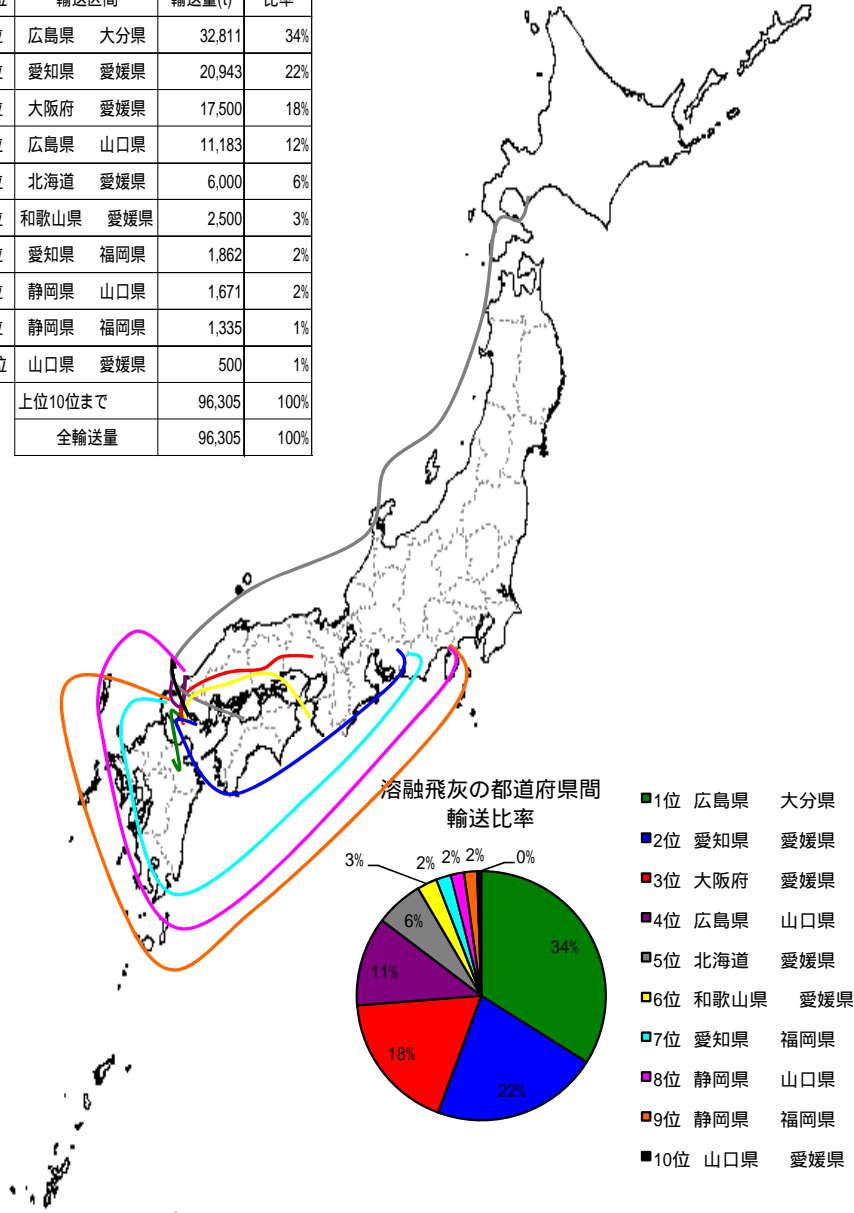 位 輸送区間 輸送量(t) 比率
位 広島県 大分県 32,811 34%
位 愛知県 愛媛県 20,943 22%
位 大阪府 愛媛県 17,500 18%
位 広島県 山口県 11,183 12%
位 北海道 愛媛県 6,000 6%
位 和歌山県 愛媛県 2,500 3%
位 愛知県 福岡県 1,862 2%
位 静岡県 山口県 1,671 2%
位 静岡県 福岡県 1,335 1%
位 山口県 愛媛県 500 1%
上位10位まで 96,305 100%
全輸送量 96,305 100%
溶融飛灰の都道府県間
輸送比率
3% 2% 2% 2% 0%
6%
34%
11%
18%
22%
1位 広島県 大分県
2位 愛知県 愛媛県
3位 大阪府 愛媛県
4位 広島県 山口県
5位 北海道 愛媛県
6位 和歌山県 愛媛県
7位 愛知県 福岡県
8位 静岡県 山口県
9位 静岡県 福岡県
10位 山口県 愛媛県